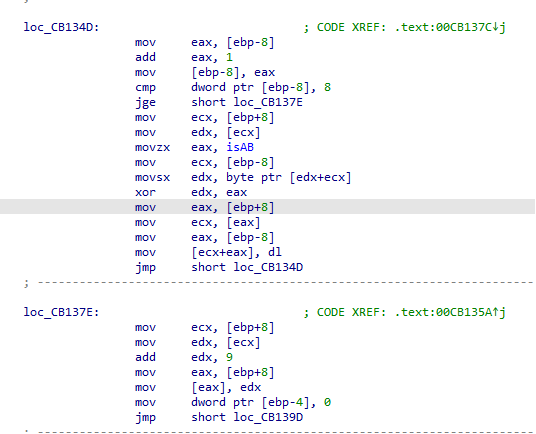 loc_CB134D: ; CODE XREF: .text:00CB137C↓j
mov eax, [ebp-8]
add eax, 1
mov [ebp-8], eax
cmp dword ptr [ebp-8], 8
jge short loc_CB137E
mov ecx, [ebp+8]
mov edx, [ecx]
movzx eax, isAB
mov ecx, [ebp-8]
movsx edx, byte ptr [edx+ecx]
xor edx, eax
mov eax, [ebp+8]
mov ecx, [eax]
mov eax, [ebp-8]
mov [ecx+eax], dl
jmp short loc_CB134D
; ---------------------------------------------------------------------------
loc_CB137E: ; CODE XREF: .text:00CB135A↑j
mov ecx, [ebp+8]
mov edx, [ecx]
add edx, 9
mov eax, [ebp+8]
mov [eax], edx
mov dword ptr [ebp-4], 0
jmp short loc_CB139D
; ---------------------------------------------------------------------------